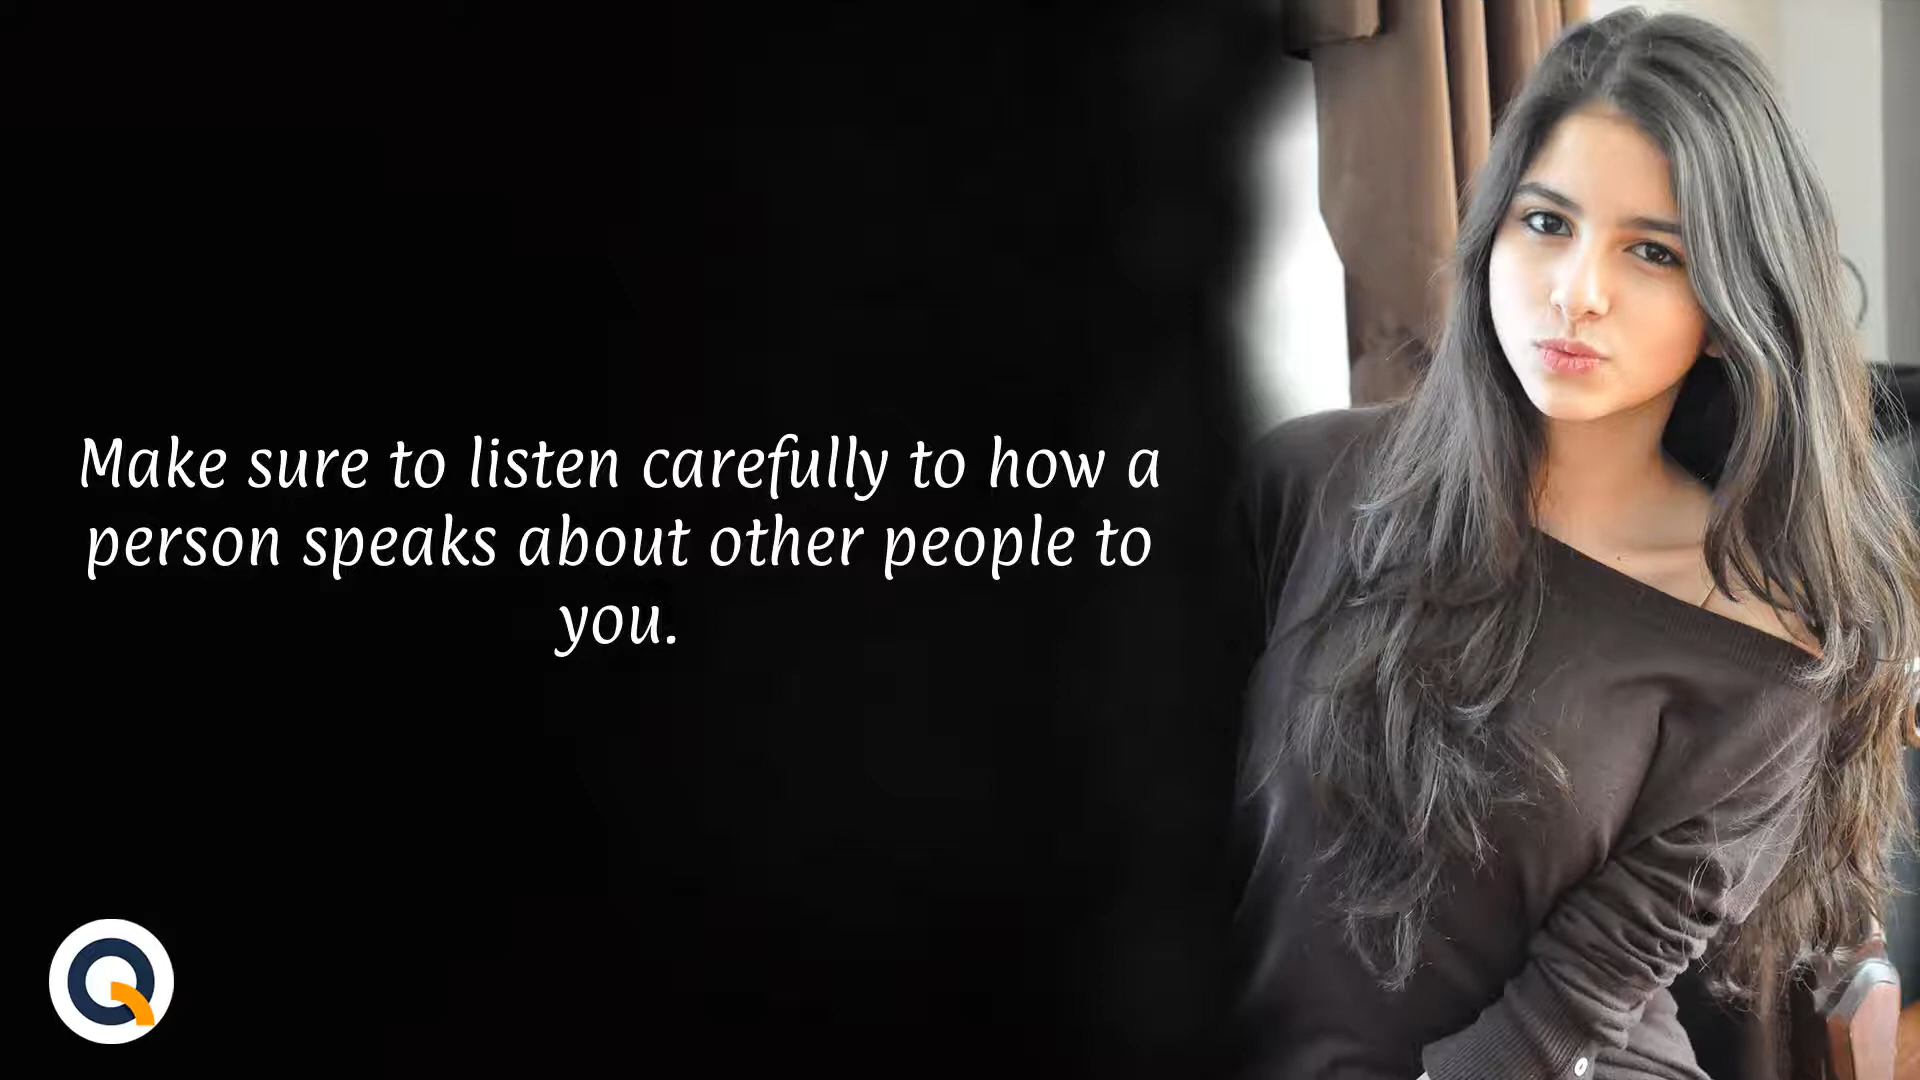 Make sure to listen carefully to how a
person speaks about other people to
you.